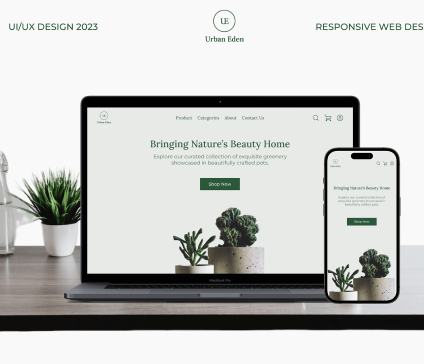 UI/UX DESIGN 2023
UE
Urban Eden
RESPONSIVE WEB DES
UE
Urban Eden
Product Categories About Contact Us
Bringing Nature's Beauty Home
Explore our curated collection of exquisite greenery
showcased in beautifully crafted pots.
Shop Now
MacBook Pro
Bringing Nature's Beauty Home
Explore our curated collection of
exquisite greenery showcased in
beautifully crafted pots.
Shop Now